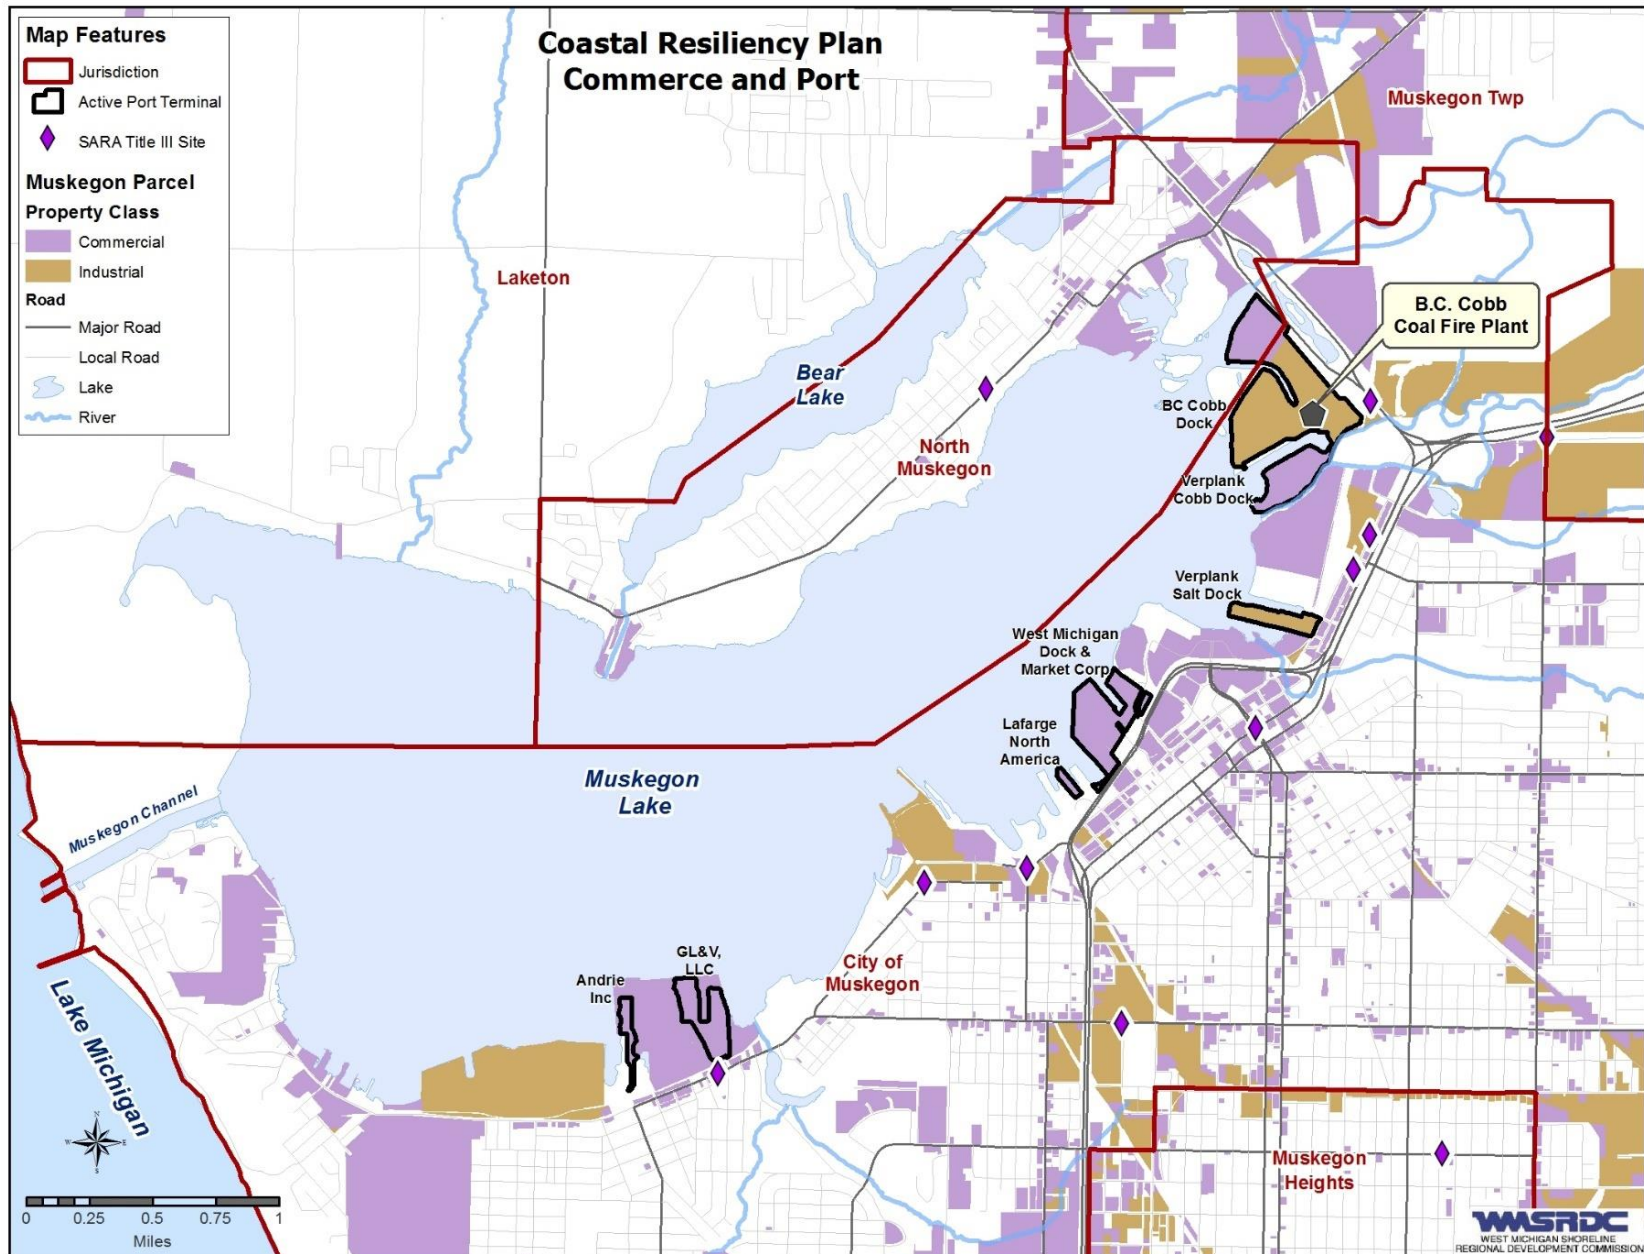 Coastal Resiliency Plan
Commerce and Port
Map Features
Jurisdiction
Active Port Terminal
SARA Title III Site
Muskegon Parcel
Property Class
Commercial
Industrial
Road
Major Road
Local Road
Lake
River
Muskegon Twp
Laketon
B.C. Cobb
Coal Fire Plant
Bear
Lake
BC Cobb
Dock
North
Muskegon
Verplank
Cobb Dock
Verplank
Salt Dock
West Michigan
Dock &
Market Corp
Lafarge
North
America
Muskegon
Lake
Muskegon Channel
GL&V,
LLC
Andrie
Inc
City of
Muskegon
Lake Michigan
Muskegon
Heights
N
W
E
S
0 0.25 0.5 0.75 1
Miles
WMSRDC
WEST MICHIGAN SHORELINE
REGIONAL DEVELOPMENT COMMISSION